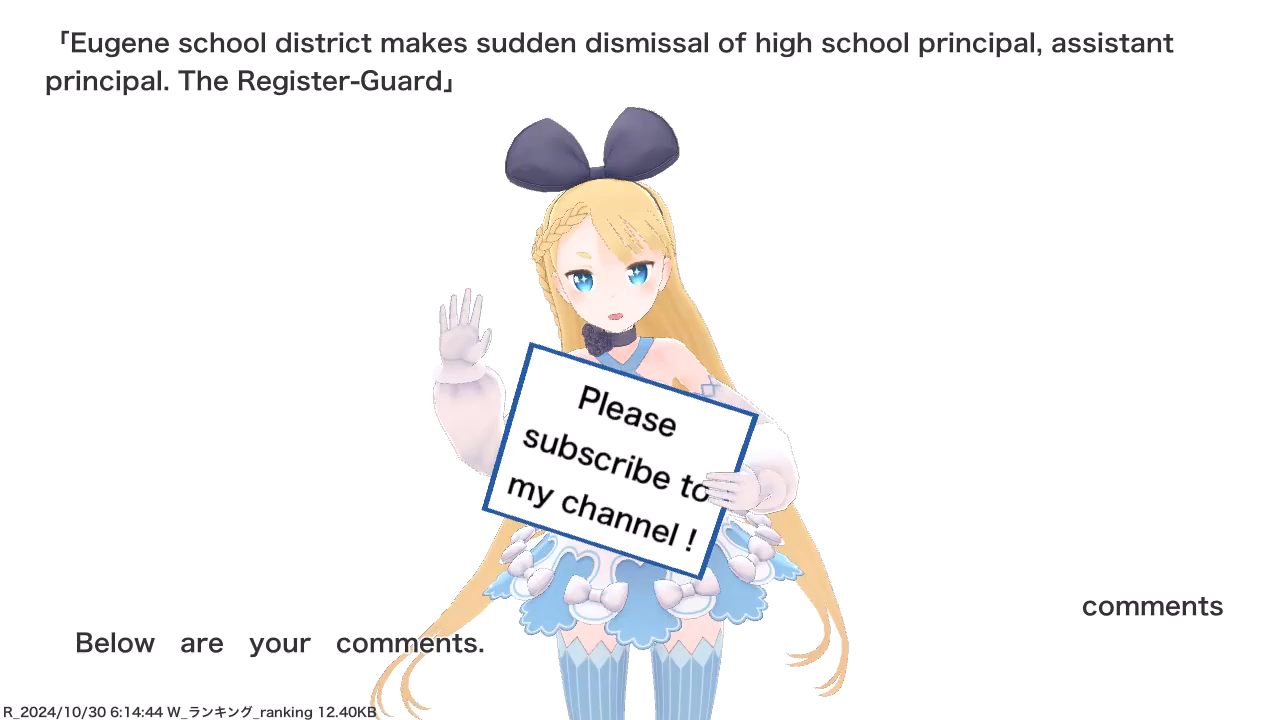 「Eugene school district makes sudden dismissal of high school principal, assistant
principal. The Register-Guard」
Please
subscribe to
my channel !
comments
Below are your comments.
R_2024/10/30 6:14:44 W_ランキング_ranking 12.40KB